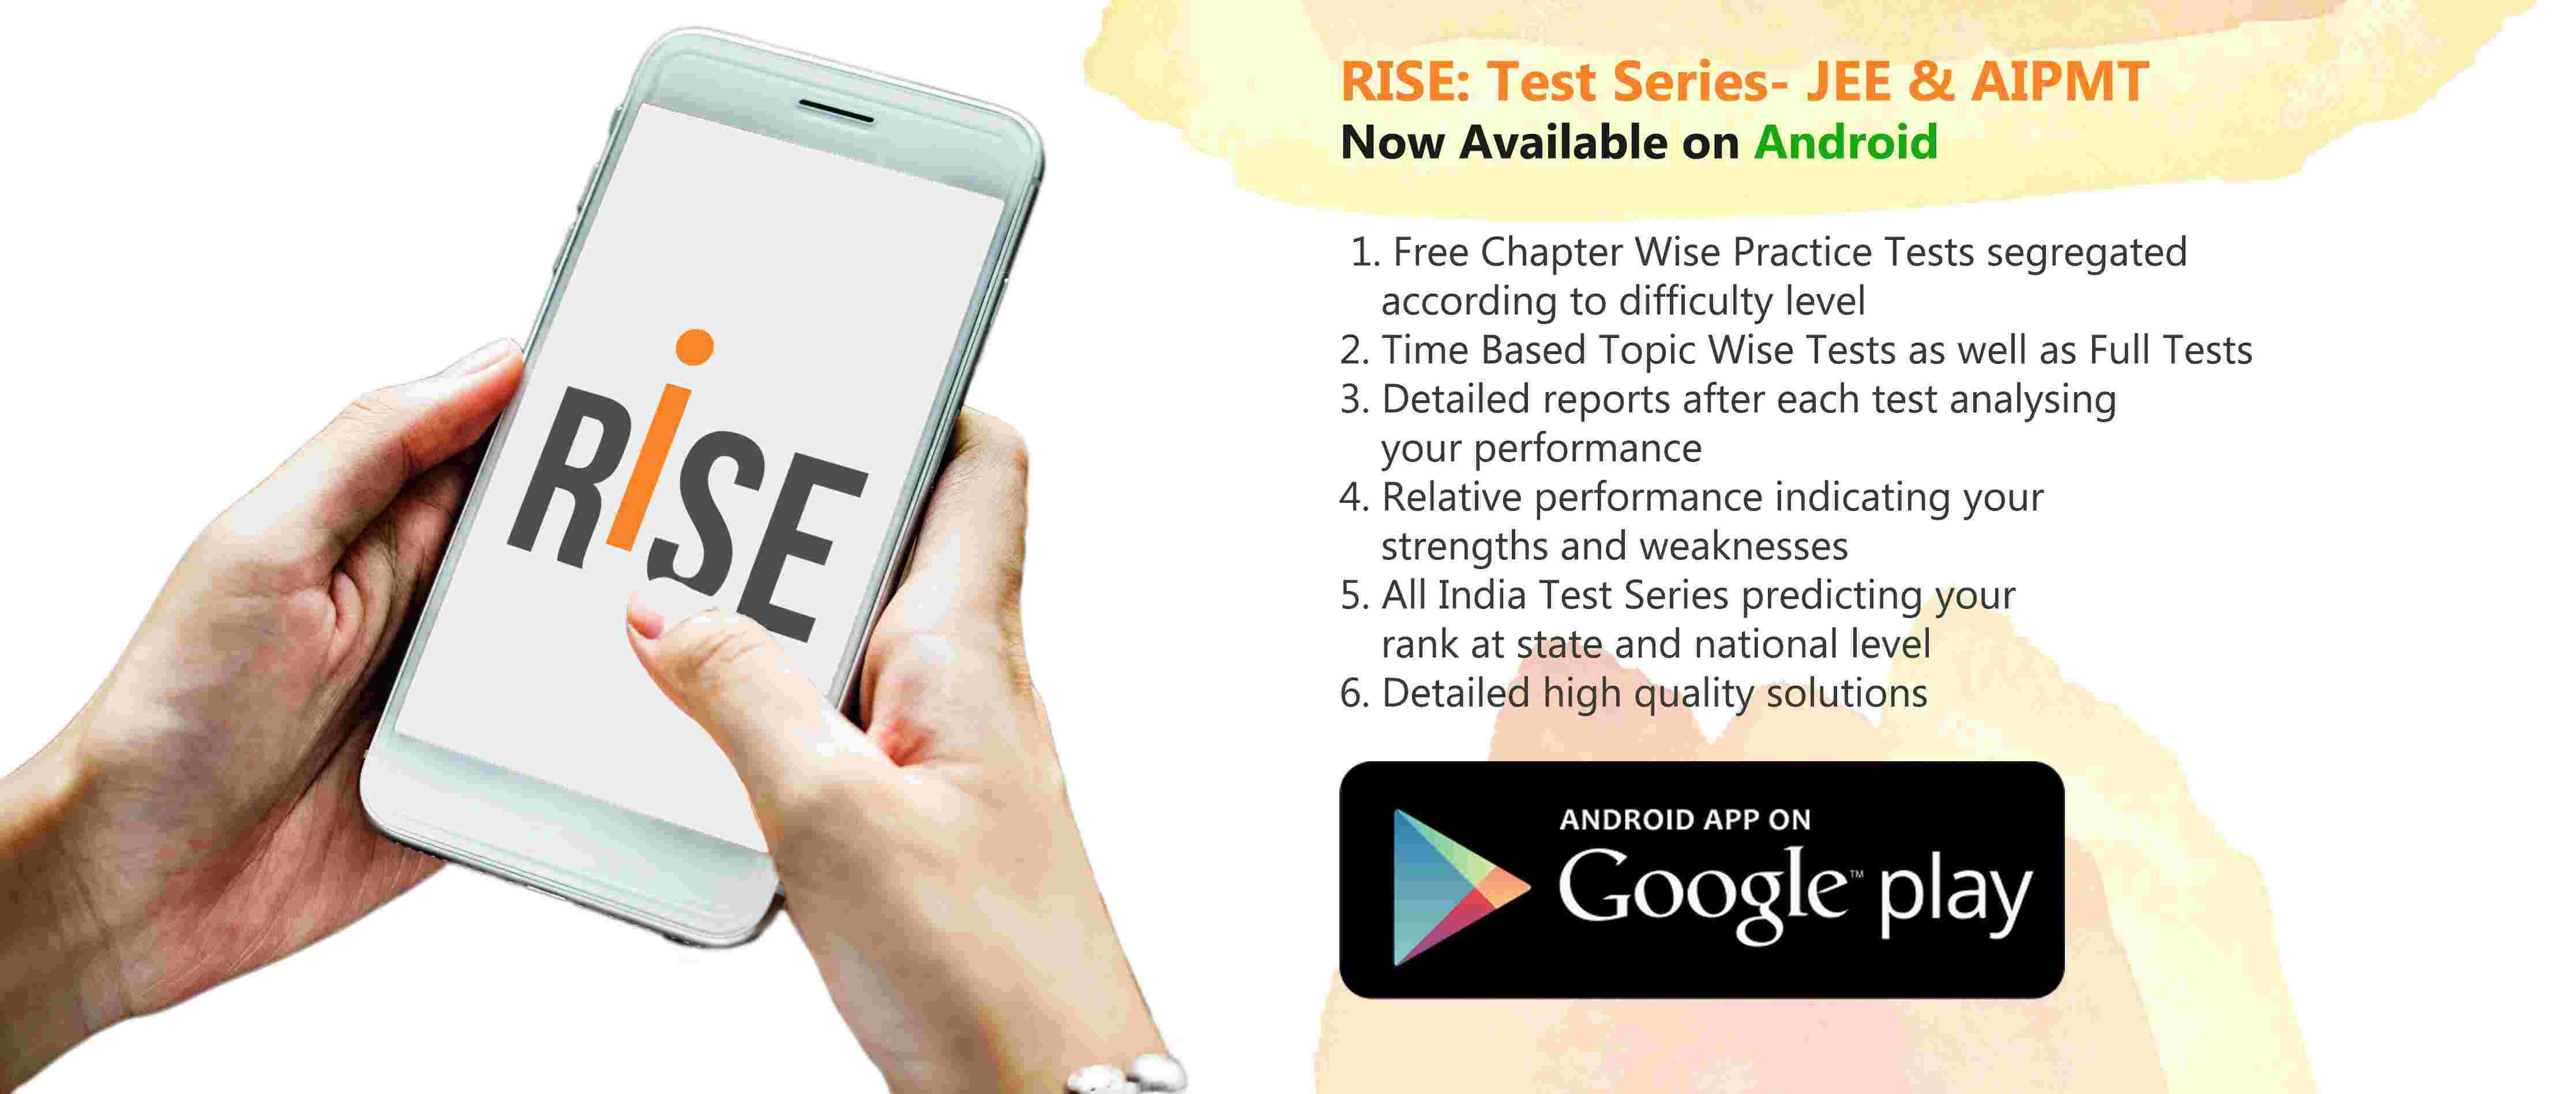 RiSE
RISE: Test Series- JEE & AIPMT
Now Available on Android
1. Free Chapter Wise Practice Tests segregated
according to difficulty level
2. Time Based Topic Wise Tests as well as Full Tests
3. Detailed reports after each test analysing
your performance
4. Relative performance indicating your
strengths and weaknesses
5. All India Test Series predicting your
rank at state and national level
6. Detailed high quality solutions
ANDROID APP ON
Google™ play